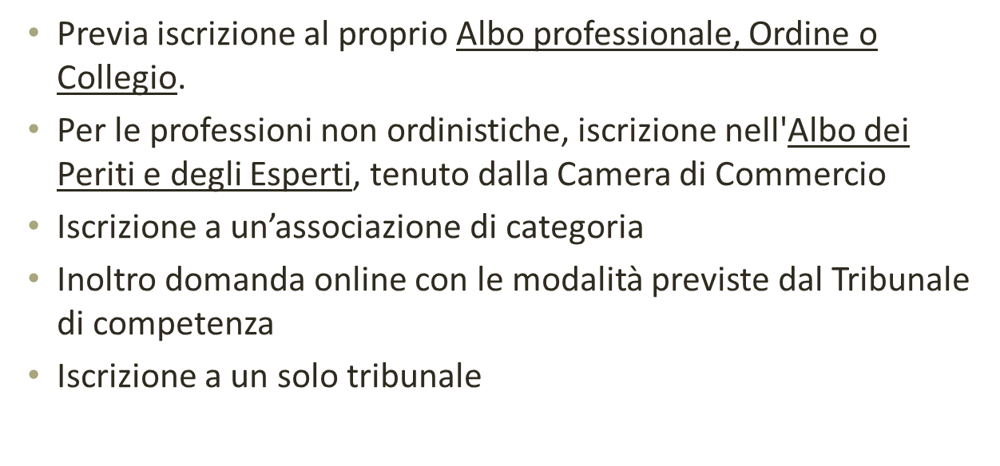 • Previa iscrizione al proprio Albo professionale, Ordine o
Collegio.
• Per le professioni non ordinistiche, iscrizione nell'Albo dei
Periti e degli Esperti, tenuto dalla Camera di Commercio
• Iscrizione a un’associazione di categoria
• Inoltro domanda online con le modalità previste dal Tribunale
di competenza
• Iscrizione a un solo tribunale